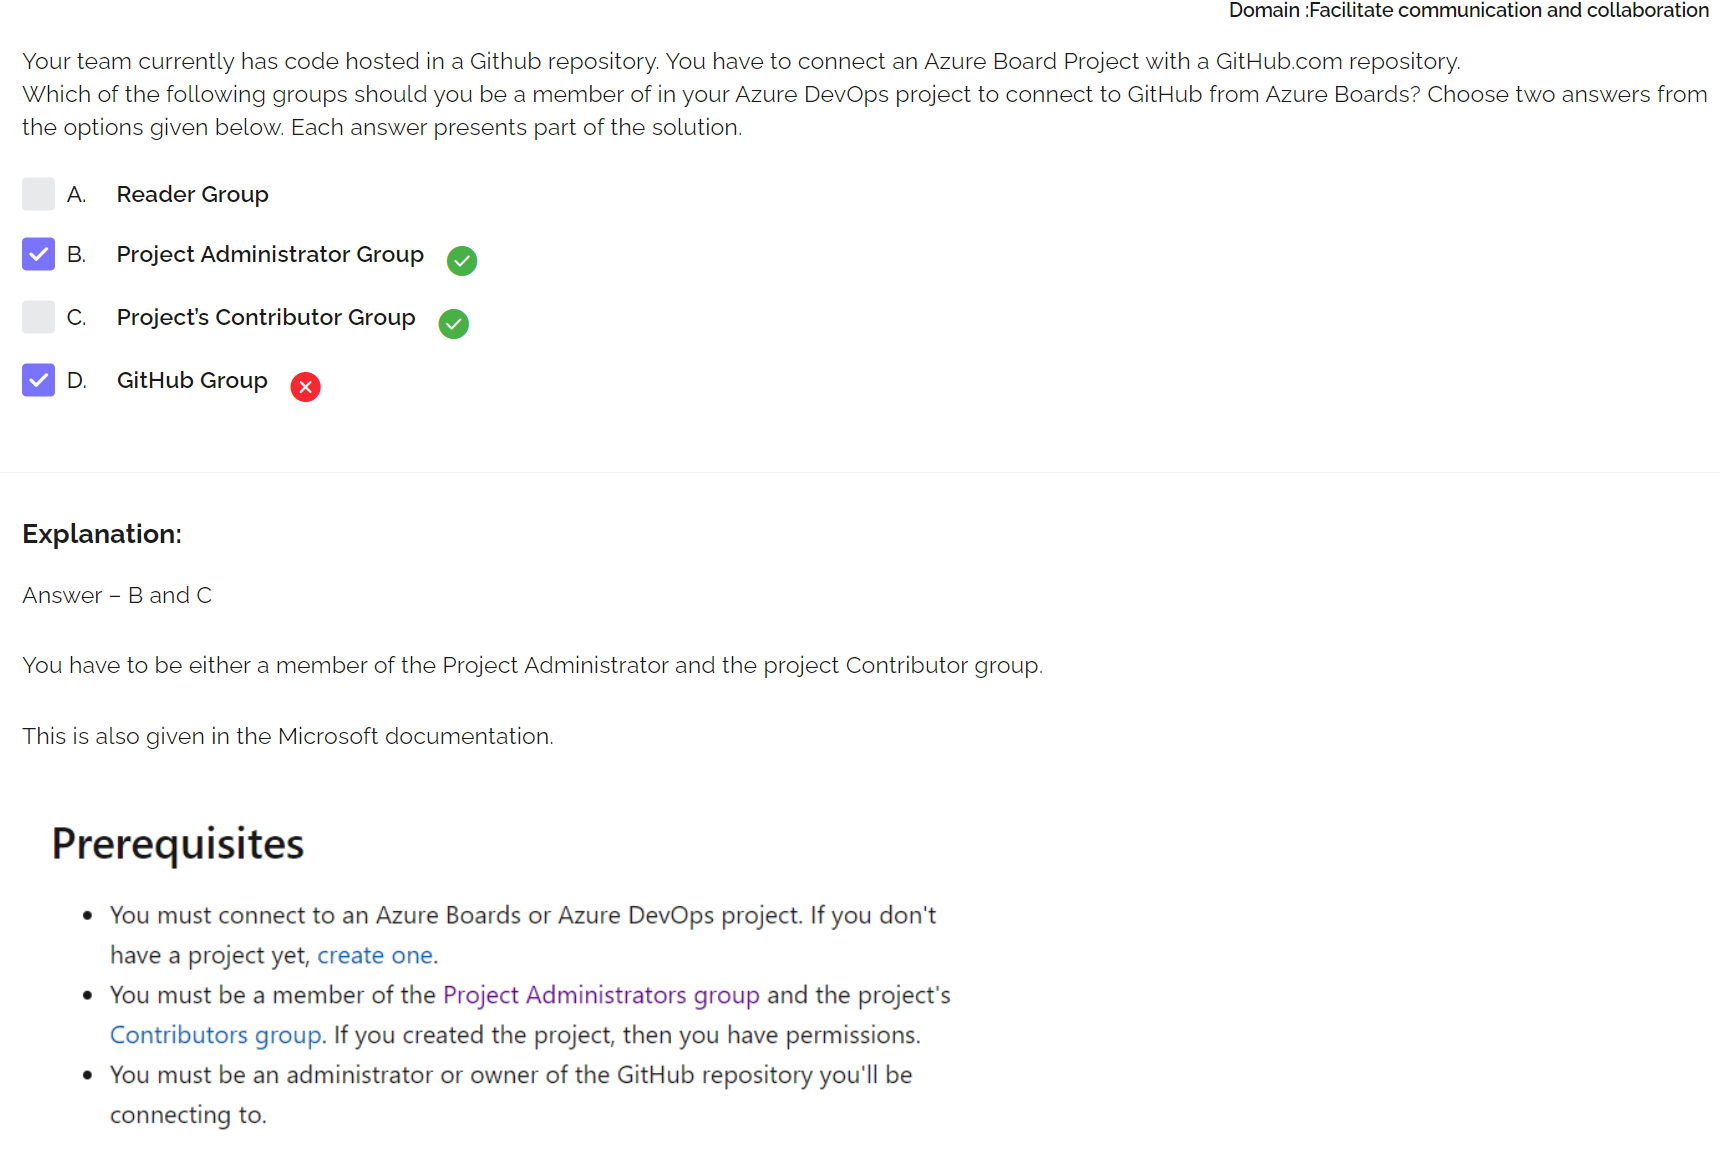 Domain :Facilitate communication and collaboration
Your team currently has code hosted in a Github repository. You have to connect an Azure Board Project with a GitHub.com repository.
Which of the following groups should you be a member of in your Azure DevOps project to connect to GitHub from Azure Boards? Choose two answers from
the options given below. Each answer presents part of the solution.
A. Reader Group
B. Project Administrator Group
C. Project’s Contributor Group
D. GitHub Group
Explanation:
Answer – B and C
You have to be either a member of the Project Administrator and the project Contributor group.
This is also given in the Microsoft documentation.
Prerequisites
• You must connect to an Azure Boards or Azure DevOps project. If you don't
have a project yet, create one.
• You must be a member of the Project Administrators group and the project's
Contributors group. If you created the project, then you have permissions.
• You must be an administrator or owner of the GitHub repository you'll be
connecting to.